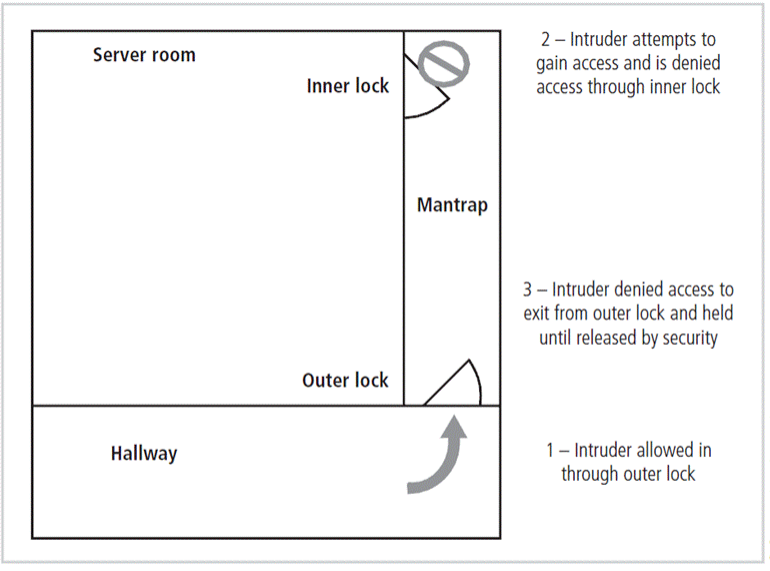 Server room
Inner lock
2 – Intruder attempts to
gain access and is denied
access through inner lock
Mantrap
3 – Intruder denied access to
exit from outer lock and held
until released by security
Outer lock
Hallway
1 – Intruder allowed in
through outer lock